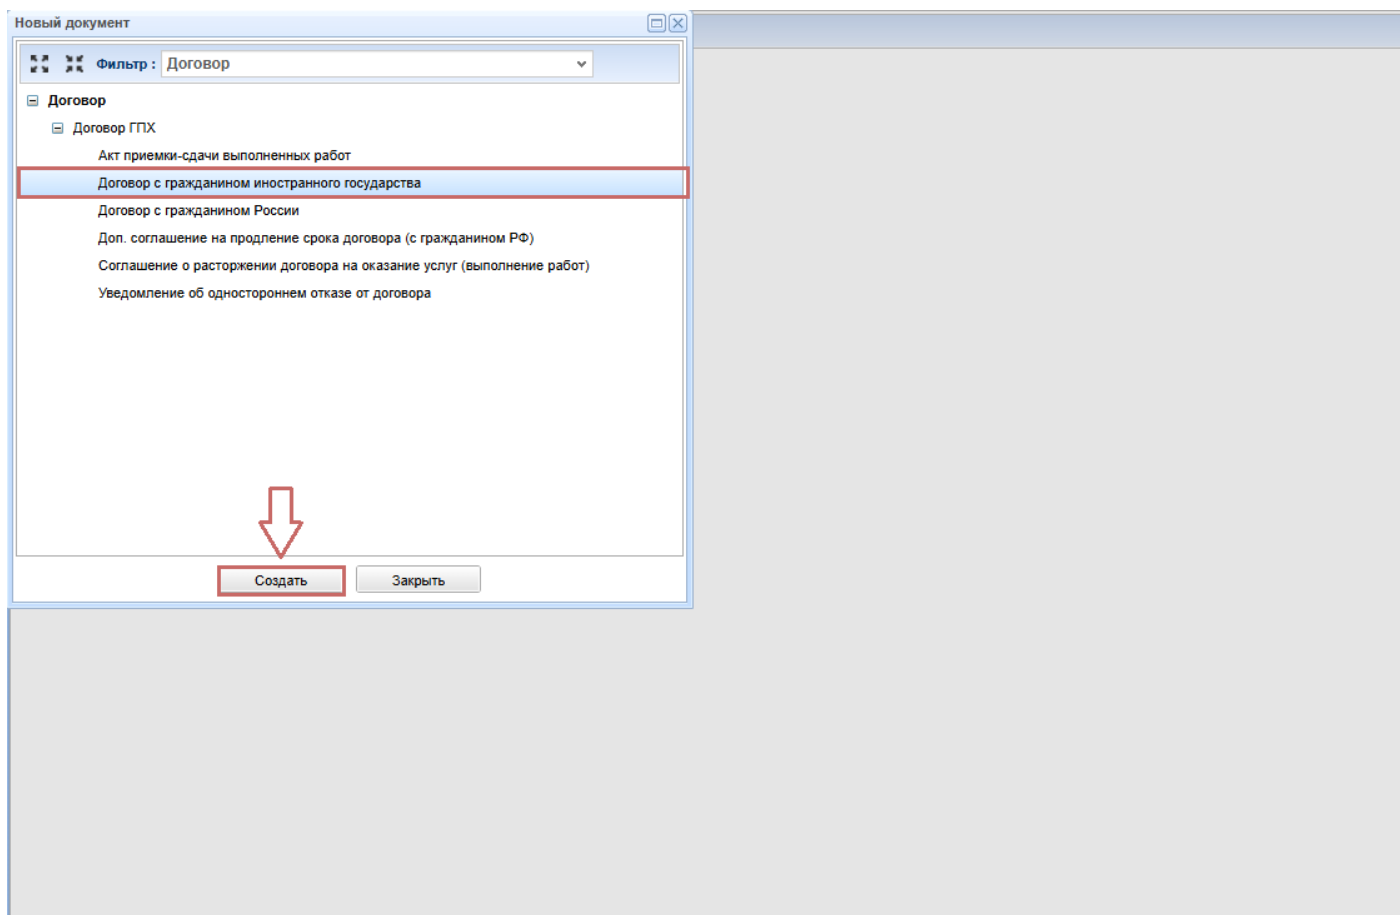 Новый документ
Фильтр : Договор
Договор
Договор ГПХ
Акт приемки-сдачи выполненных работ
Договор с гражданином иностранного государства
Договор с гражданином России
Доп. соглашение на продление срока договора (с гражданином РФ)
Соглашение о расторжении договора на оказание услуг (выполнение работ)
Уведомление об одностороннем отказе от договора
Создать Закрыть